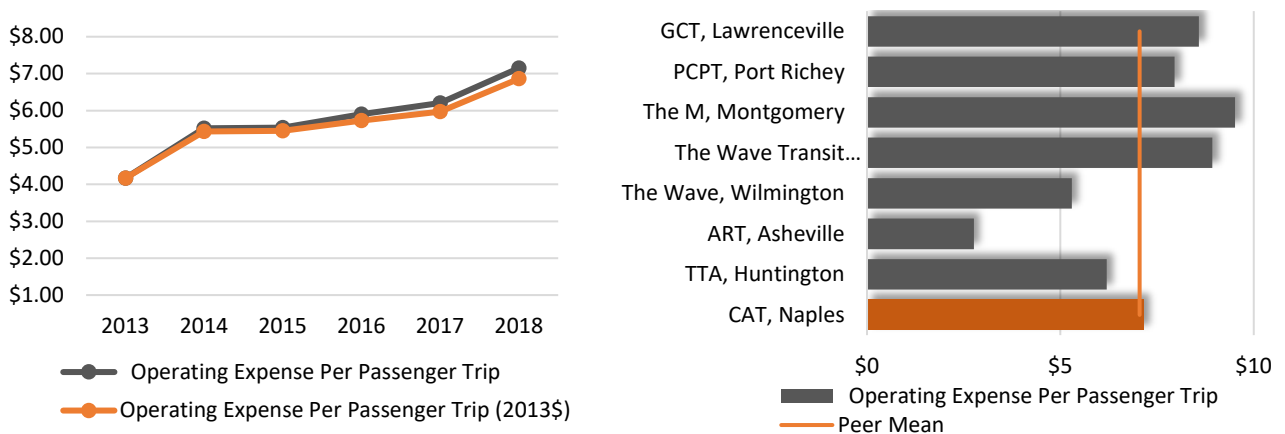 $8.00
$7.00
$6.00
$5.00
$4.00
$3.00
$2.00
$1.00
2013 2014 2015 2016 2017 2018
Operating Expense Per Passenger Trip
Operating Expense Per Passenger Trip (2013$)
GCT, Lawrenceville
PCPT, Port Richey
The M, Montgomery
The Wave Transit...
The Wave, Wilmington
ART, Asheville
TTA, Huntington
CAT, Naples
$0 $5 $10
Operating Expense Per Passenger Trip
Peer Mean